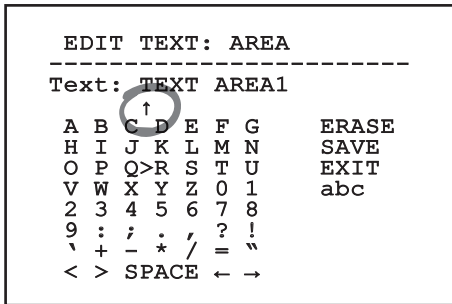 EDIT TEXT: AREA
-------------------------
Text: TEXT AREA1
↑
A B C D E F G ERASE
H I J K L M N SAVE
O P Q>R S T U EXIT
V W X Y Z 0 1 abc
2 3 4 5 6 7 8
9 : ; . , ? !
‵ + − * / = ‶
< > SPACE ← →